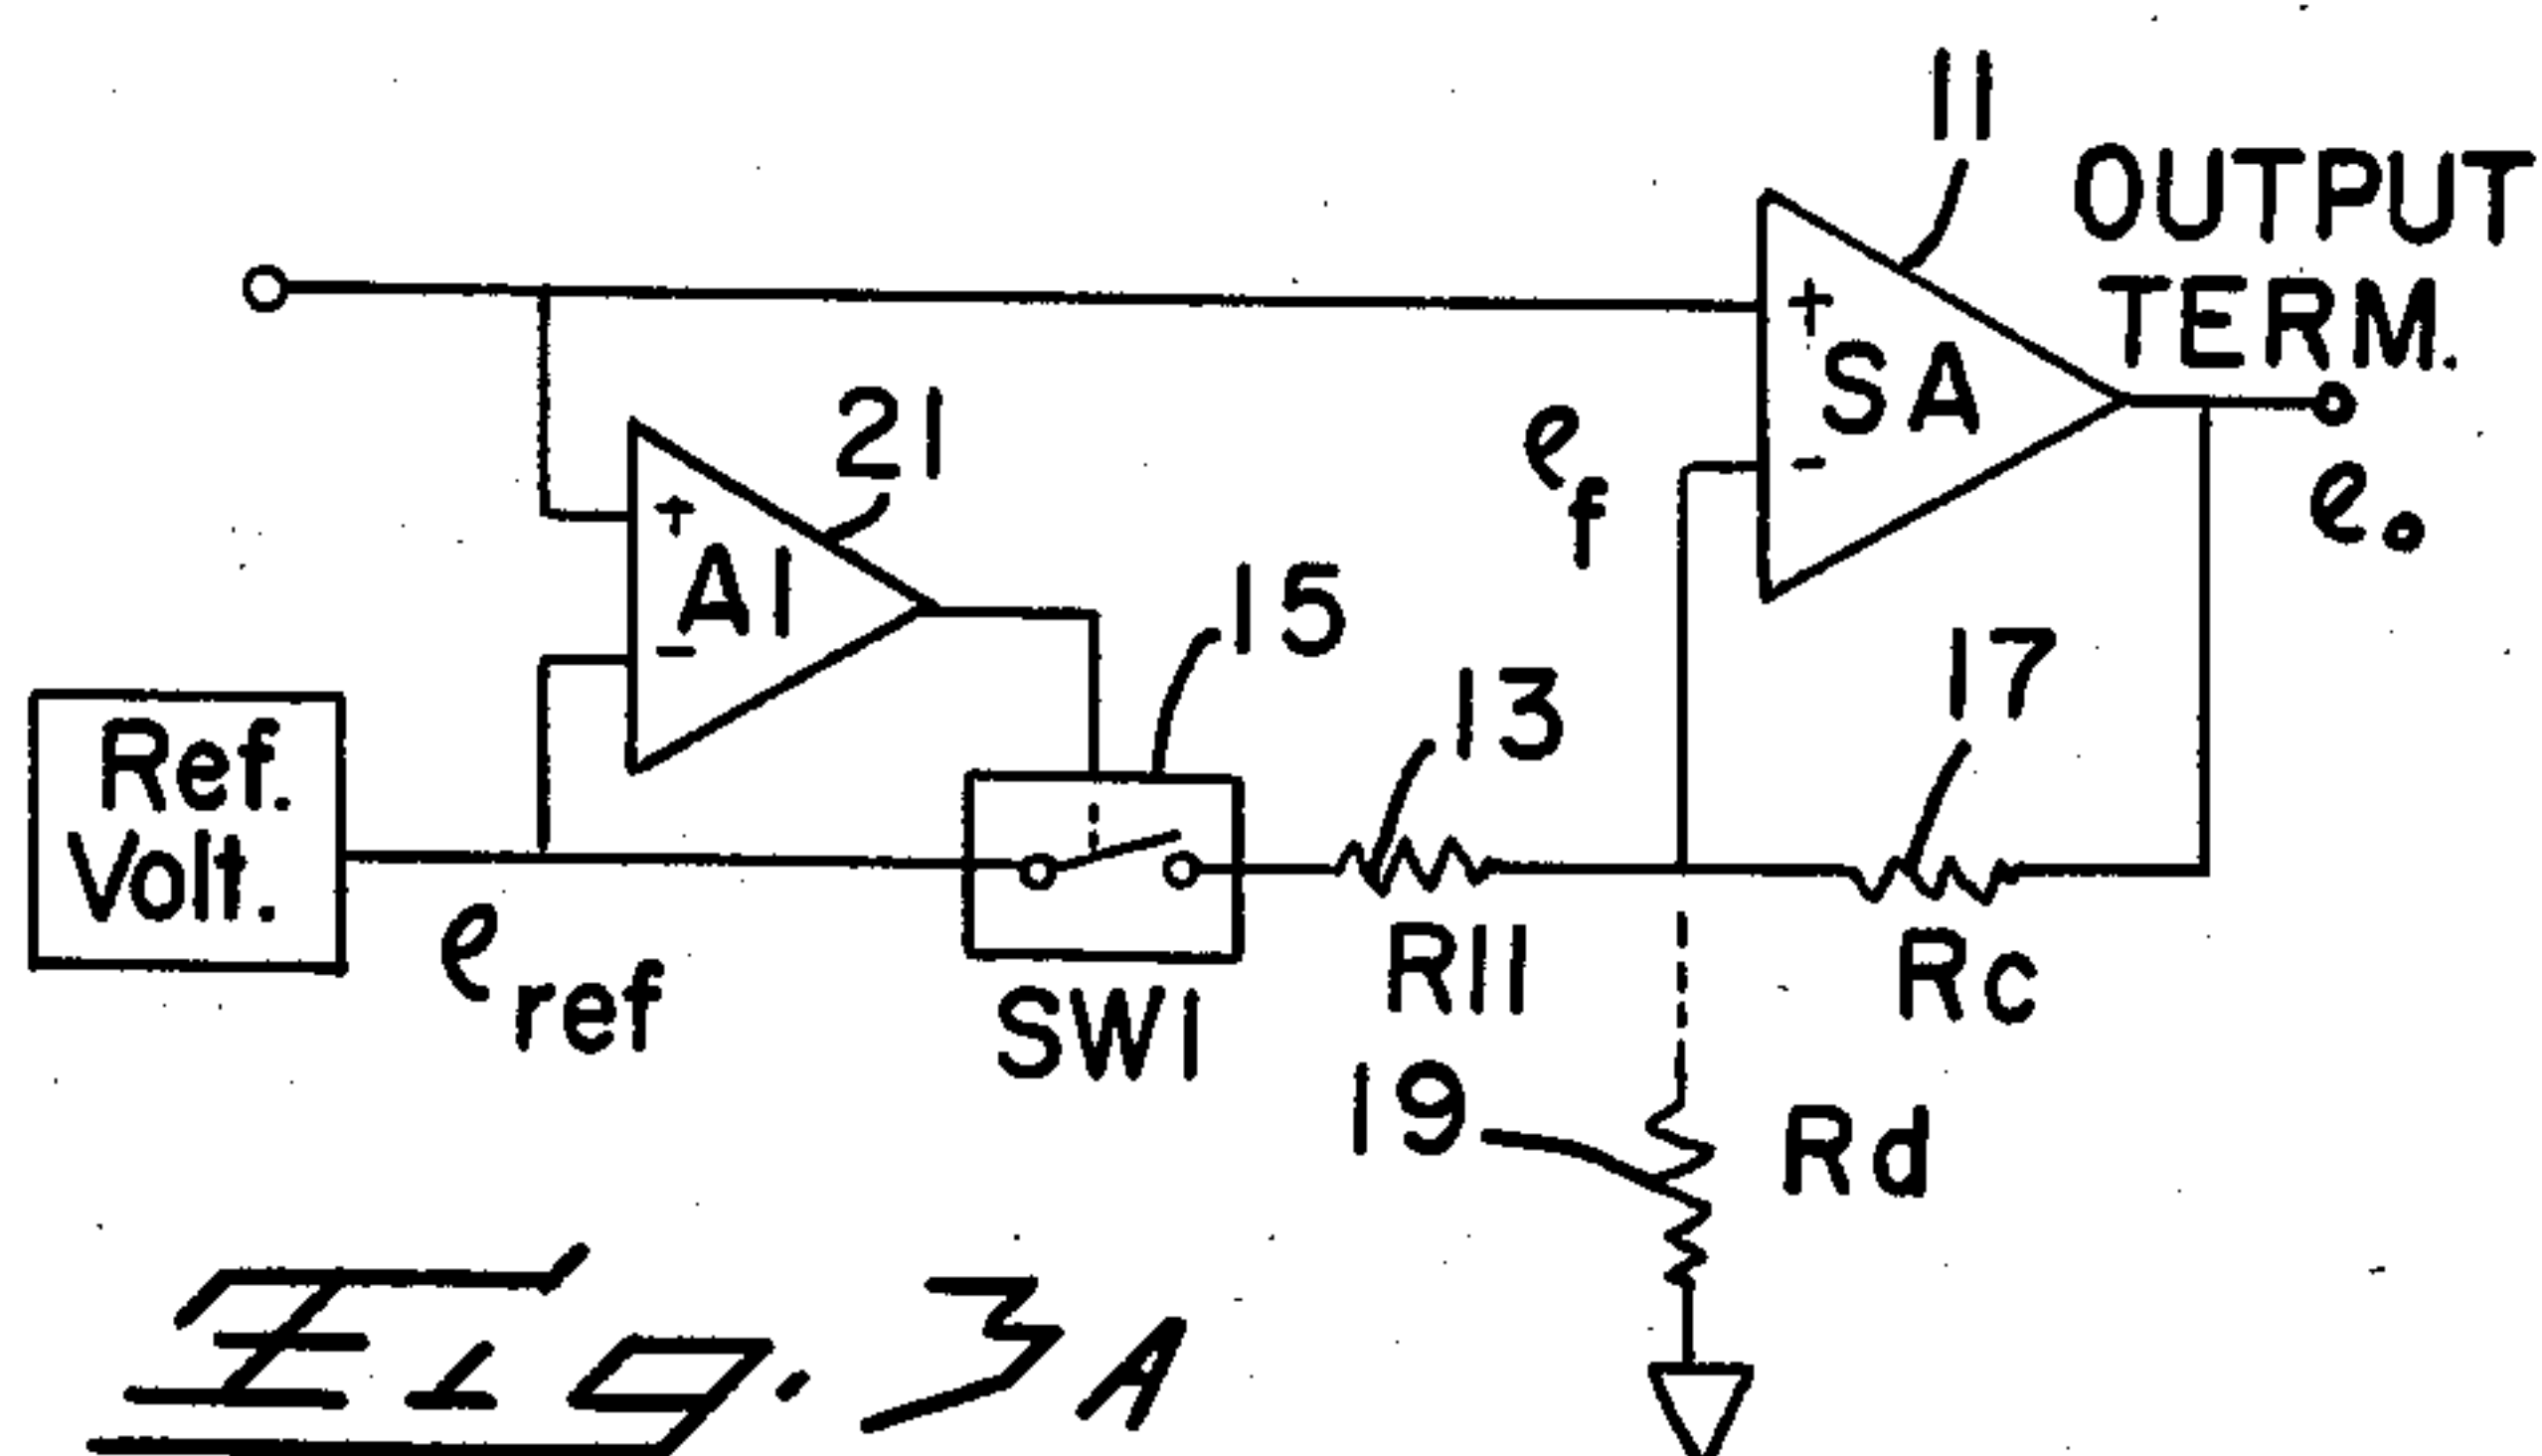 11
OUTPUT
TERM.
+
SA
-
e_f
e_o
21
+
A1
-
15
13
17
Ref.
Volt.
e_ref
SW1
R11
Rc
19
Rd
Fig. 3A